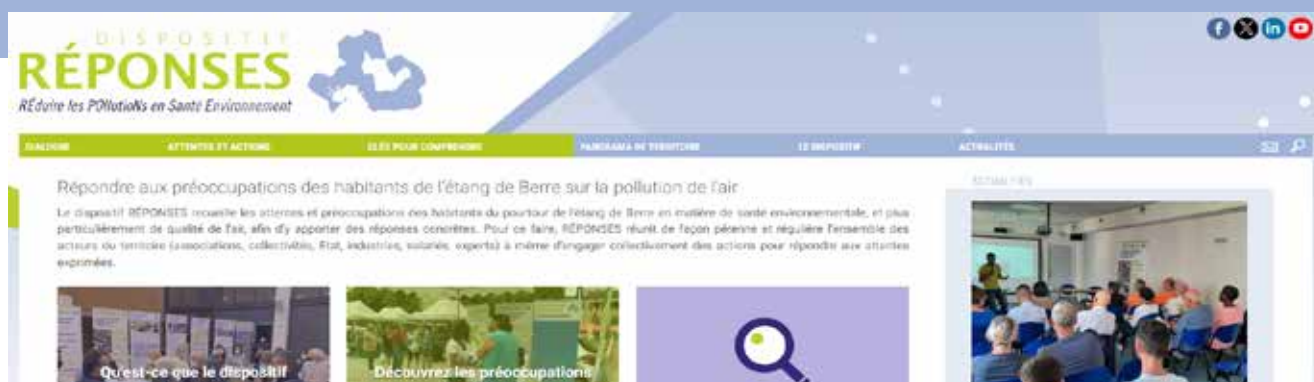 DISPOSITIF
RÉPONSES
RÉduire les POllutioNs en Santé Environnement
DIALOGUE ATTENTES ET ACTIONS CLÉS POUR COMPRENDRE PANORAMA DE TERRITOIRE LE DISPOSITIF ACTUALITÉS
Répondre aux préoccupations des habitants de l'étang de Berre sur la pollution de l'air
ACTUALITÉS
Le dispositif RÉPONSES recueille les attentes et préoccupations des habitants du pourtour de l'étang de Berre en matière de santé environnementale, et plus
particulièrement de qualité de l'air, afin d'y apporter des réponses concrètes. Pour ce faire, RÉPONSES réunit de façon pérenne et régulière l'ensemble des
acteurs du territoire (associations, collectivités, État, industries, salariés, experts) à même d'engager collectivement des actions pour répondre aux attentes
exprimées.
Qu'est-ce que le dispositif
Découvrez les préoccupations